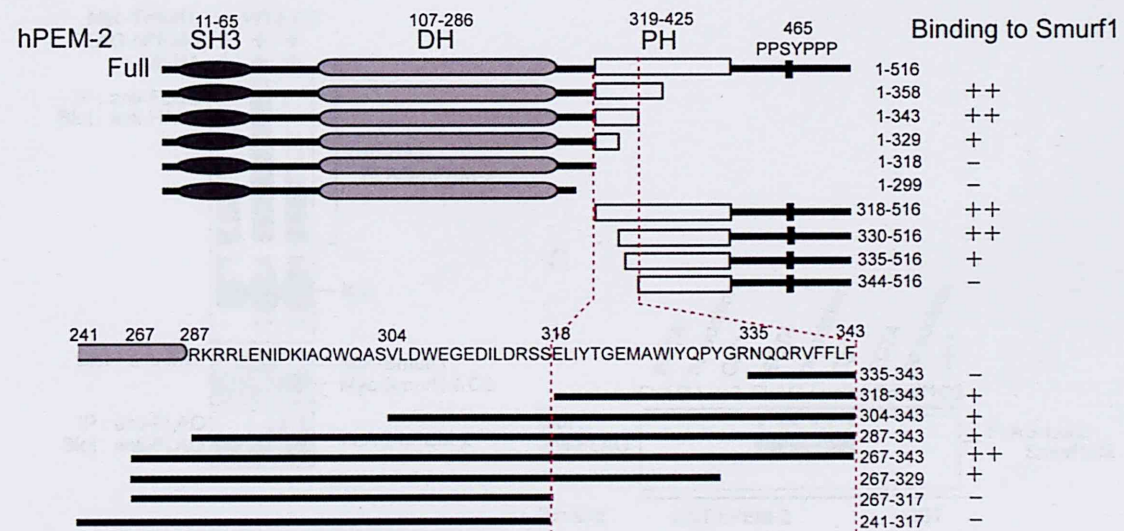 11-65 107-286 319-425 Binding to Smurf1
hPEM-2 SH3 DH PH 465
PPSYPPP
Full 1-516
1-358 ++
1-343 ++
1-329 +
1-318 –
1-299 –
318-516 ++
330-516 ++
335-516 +
344-516 –
241 267 287 304 318 335 343
RKRRLENIDKIAQWQASVLDWEGEDILDRSSELIYTGEMAWIYQPYGRNQQRVFFLF
335-343 –
318-343 +
304-343 +
287-343 +
267-343 ++
267-329 +
267-317 –
241-317 –